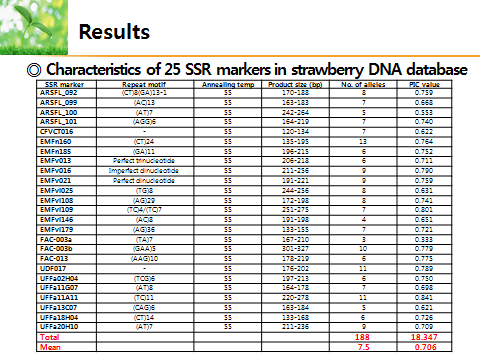 Results
◎ Characteristics of 25 SSR markers in strawberry DNA database
SSR marker Repeat motif Annealing temp Product size (bp) No. of alleles PIC value
ARSFL_092 (CT)8(GA)13-1 55 170-188 8 0.759
ARSFL_099 (AC)13 55 163-183 7 0.668
ARSFL_100 (AT)7 55 242-264 5 0.553
ARSFL_101 (AGG)6 55 164-219 7 0.740
CFVCT016 - 55 120-134 7 0.622
EMFn160 (CT)24 55 135-195 13 0.764
EMFn185 (GA)11 55 196-215 6 0.752
EMFv013 Perfect trinucleotide 55 206-218 6 0.711
EMFv016 Imperfect dinucleotide 55 211-256 9 0.790
EMFv021 Perfect dinucleotide 55 191-221 9 0.759
EMFvi025 (TG)8 55 244-256 8 0.631
EMFvi108 (AG)29 55 172-198 8 0.741
EMFvi109 (TC)4/(TC)7 55 251-275 7 0.801
EMFvi146 (AC)8 55 191-198 4 0.651
EMFvi179 (AG)36 55 133-155 7 0.721
FAC-003a (TA)7 55 167-210 3 0.333
FAC-003b (GAA)5 55 301-327 10 0.779
FAC-013 (AAG)10 55 178-219 6 0.775
UDF017 - 55 176-202 11 0.789
UFFa02H04 (TCG)6 55 197-213 6 0.750
UFFa11G07 (AT)8 55 164-178 7 0.698
UFFa11A11 (TC)11 55 220-278 11 0.841
UFFa13C07 (CAG)6 55 163-184 5 0.621
UFFa18H04 (CT)14 55 133-168 6 0.726
UFFa20H10 (AT)7 55 211-236 9 0.709
Total 188 18.347
Mean 7.5 0.706